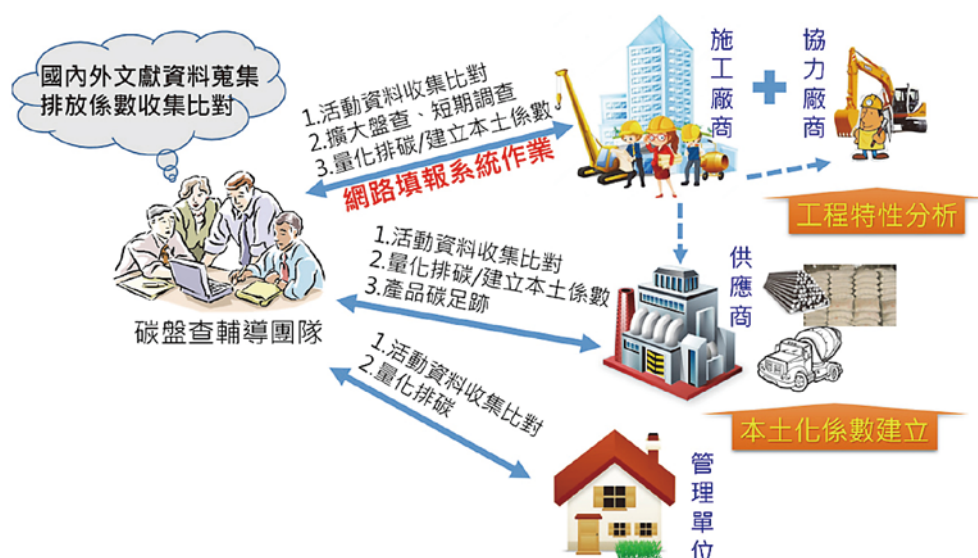 國內外文獻資料蒐集
排放係數收集比對
1.活動資料收集比對
2.擴大盤查、短期調查
3.量化排碳/建立本土係數
網路填報系統作業
施工廠商
協力廠商
工程特性分析
碳盤查輔導團隊
1.活動資料收集比對
2.量化排碳/建立本土係數
3.產品碳足跡
供應商
本土化係數建立
1.活動資料收集比對
2.量化排碳
管理單位